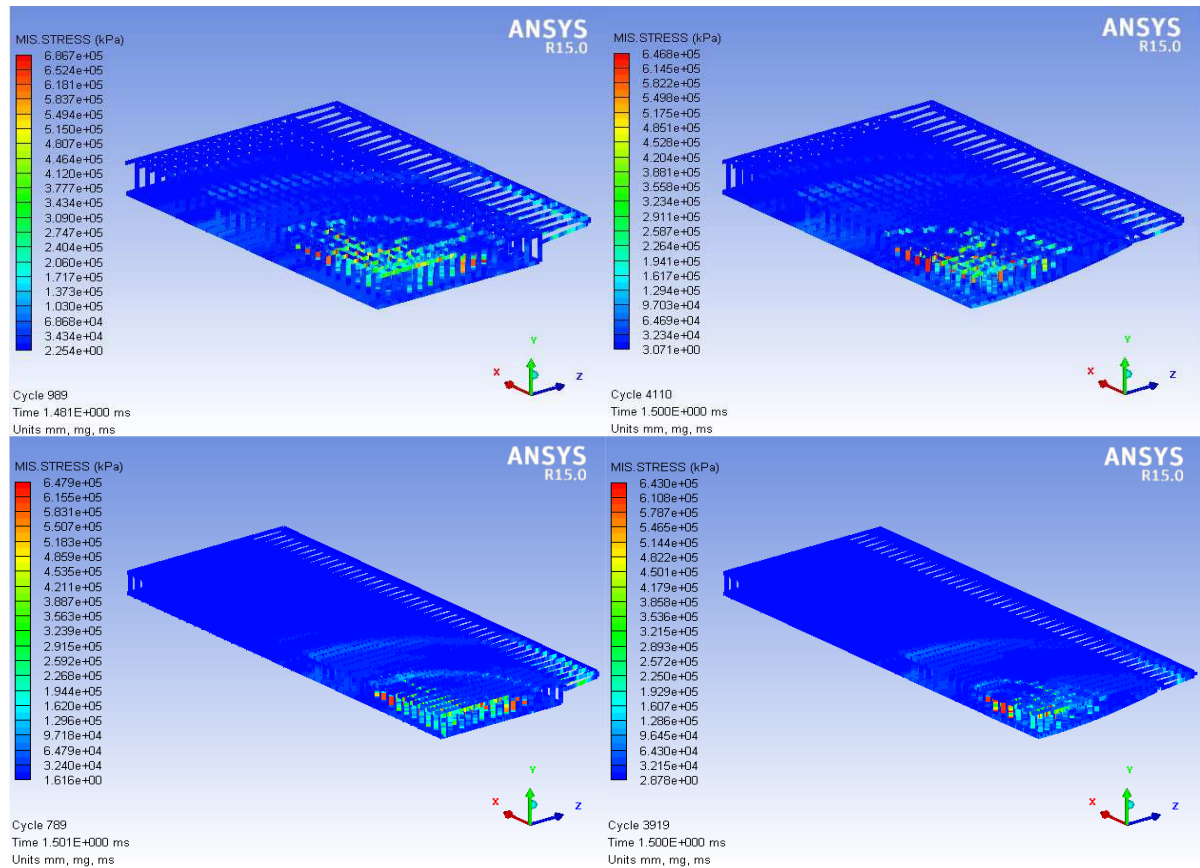 ANSYS
R15.0
MIS.STRESS (kPa)
6.867e+05
6.524e+05
6.181e+05
5.837e+05
5.494e+05
5.150e+05
4.807e+05
4.464e+05
4.120e+05
3.777e+05
3.434e+05
3.090e+05
2.747e+05
2.404e+05
2.060e+05
1.717e+05
1.373e+05
1.030e+05
6.868e+04
3.434e+04
2.254e+00
Y
X
Z
Cycle 989
Time 1.481E+000 ms
Units mm, mg, ms
ANSYS
R15.0
MIS.STRESS (kPa)
6.468e+05
6.145e+05
5.822e+05
5.498e+05
5.175e+05
4.851e+05
4.528e+05
4.204e+05
3.881e+05
3.558e+05
3.234e+05
2.911e+05
2.587e+05
2.264e+05
1.941e+05
1.617e+05
1.294e+05
9.703e+04
6.469e+04
3.234e+04
3.071e+00
Y
X
Z
Cycle 4110
Time 1.500E+000 ms
Units mm, mg, ms
ANSYS
R15.0
MIS.STRESS (kPa)
6.479e+05
6.155e+05
5.831e+05
5.507e+05
5.183e+05
4.859e+05
4.535e+05
4.211e+05
3.887e+05
3.563e+05
3.239e+05
2.915e+05
2.592e+05
2.268e+05
1.944e+05
1.620e+05
1.296e+05
9.718e+04
6.479e+04
3.240e+04
1.616e+00
Y
X
Z
Cycle 789
Time 1.501E+000 ms
Units mm, mg, ms
ANSYS
R15.0
MIS.STRESS (kPa)
6.430e+05
6.108e+05
5.787e+05
5.465e+05
5.144e+05
4.822e+05
4.501e+05
4.179e+05
3.858e+05
3.536e+05
3.215e+05
2.893e+05
2.572e+05
2.250e+05
1.929e+05
1.607e+05
1.286e+05
9.645e+04
6.430e+04
3.215e+04
2.878e+00
Y
X
Z
Cycle 3919
Time 1.500E+000 ms
Units mm, mg, ms